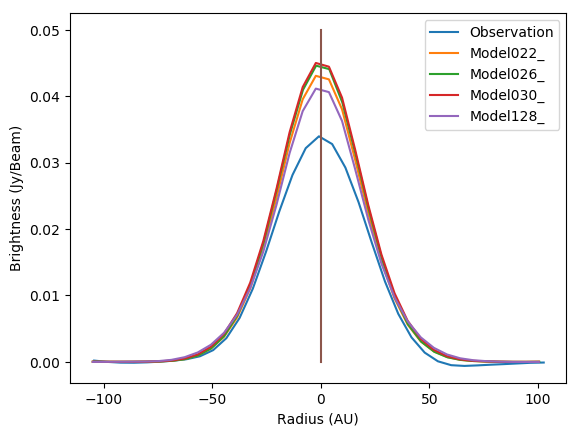 0.05
0.04
0.03
0.02
0.01
0.00
Brightness (Jy/Beam)
Observation
Model022_
Model026_
Model030_
Model128_
−100
−50
0
50
100
Radius (AU)